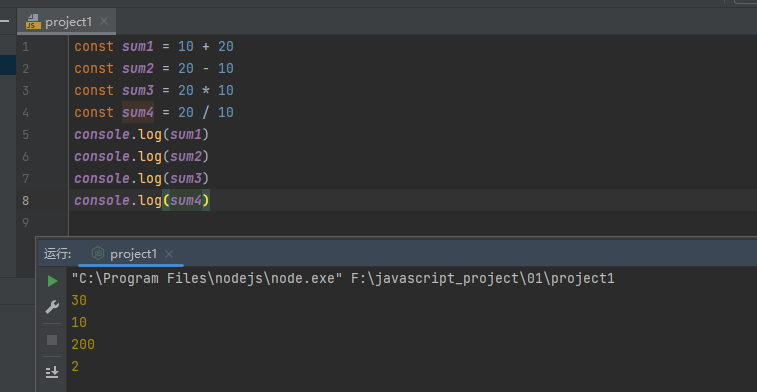 project1
1 const sum1 = 10 + 20
2 const sum2 = 20 - 10
3 const sum3 = 20 * 10
4 const sum4 = 20 / 10
5 console.log(sum1)
6 console.log(sum2)
7 console.log(sum3)
8 console.log(sum4)
9
运行: project1
"C:\Program Files\nodejs\node.exe" F:\javascript_project\01\project1
30
10
200
2